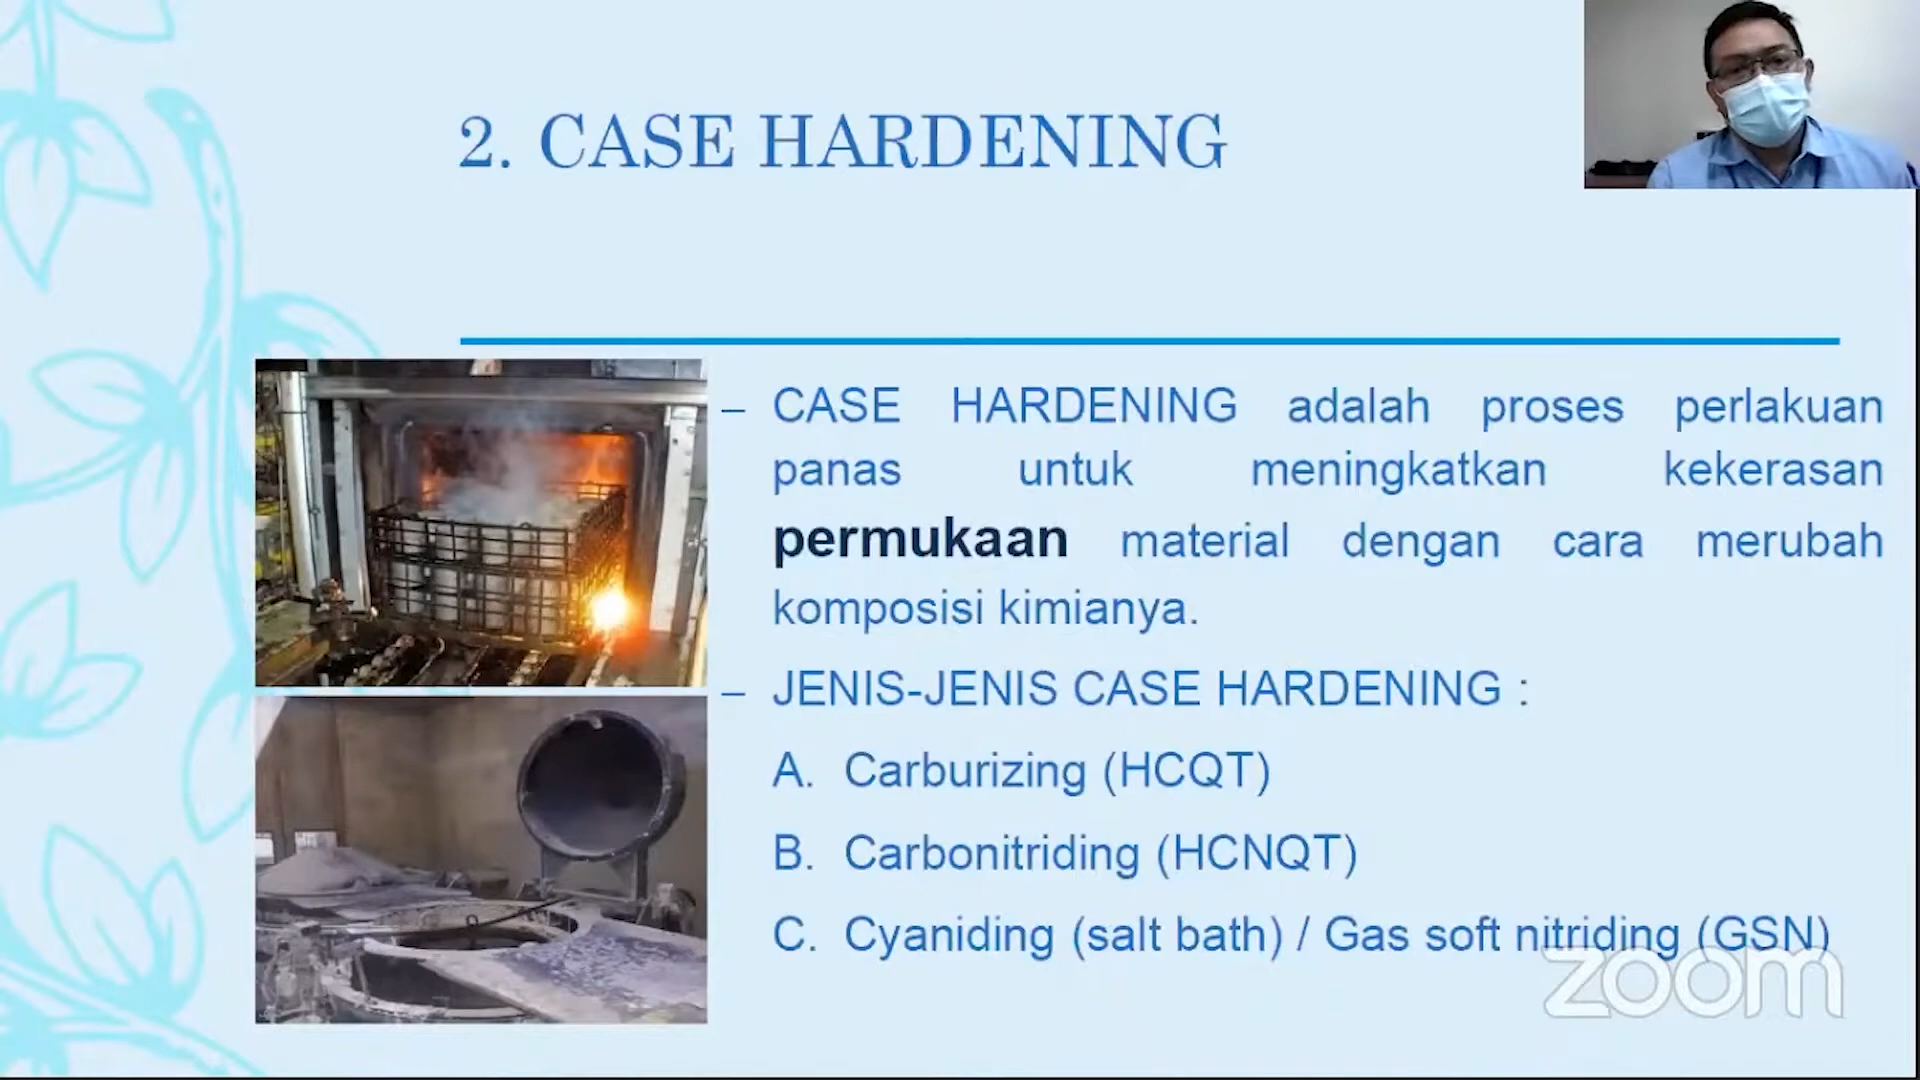 2. CASE HARDENING
– CASE HARDENING adalah proses perlakuan
panas untuk meningkatkan kekerasan
permukaan material dengan cara merubah
komposisi kimianya.
– JENIS-JENIS CASE HARDENING :
A. Carburizing (HCQT)
B. Carbonitriding (HCNQT)
C. Cyaniding (salt bath) / Gas soft nitriding (GSN)
zoom